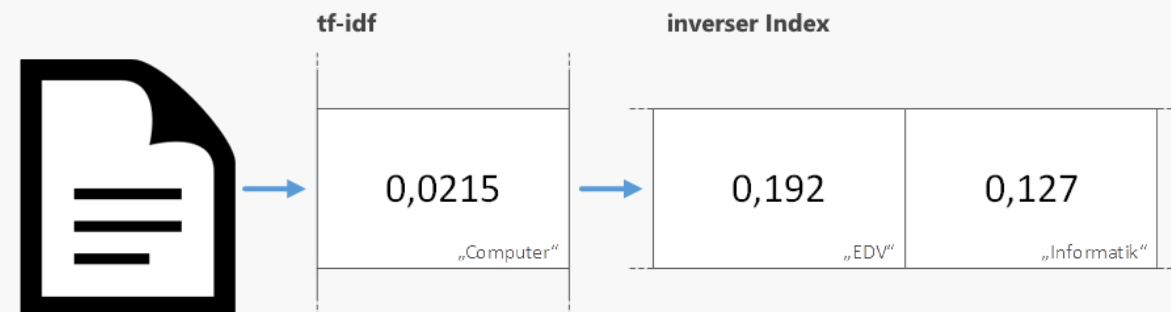 tf-idf
inverser Index
0,0215
„Computer“
0,192
„EDV“
0,127
„Informatik“